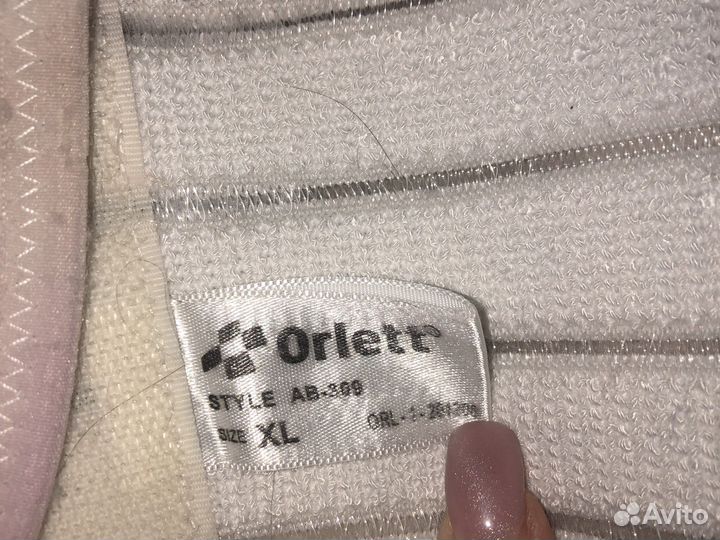 Orlett®
STYLE AB-309
SIZE XL
Avito